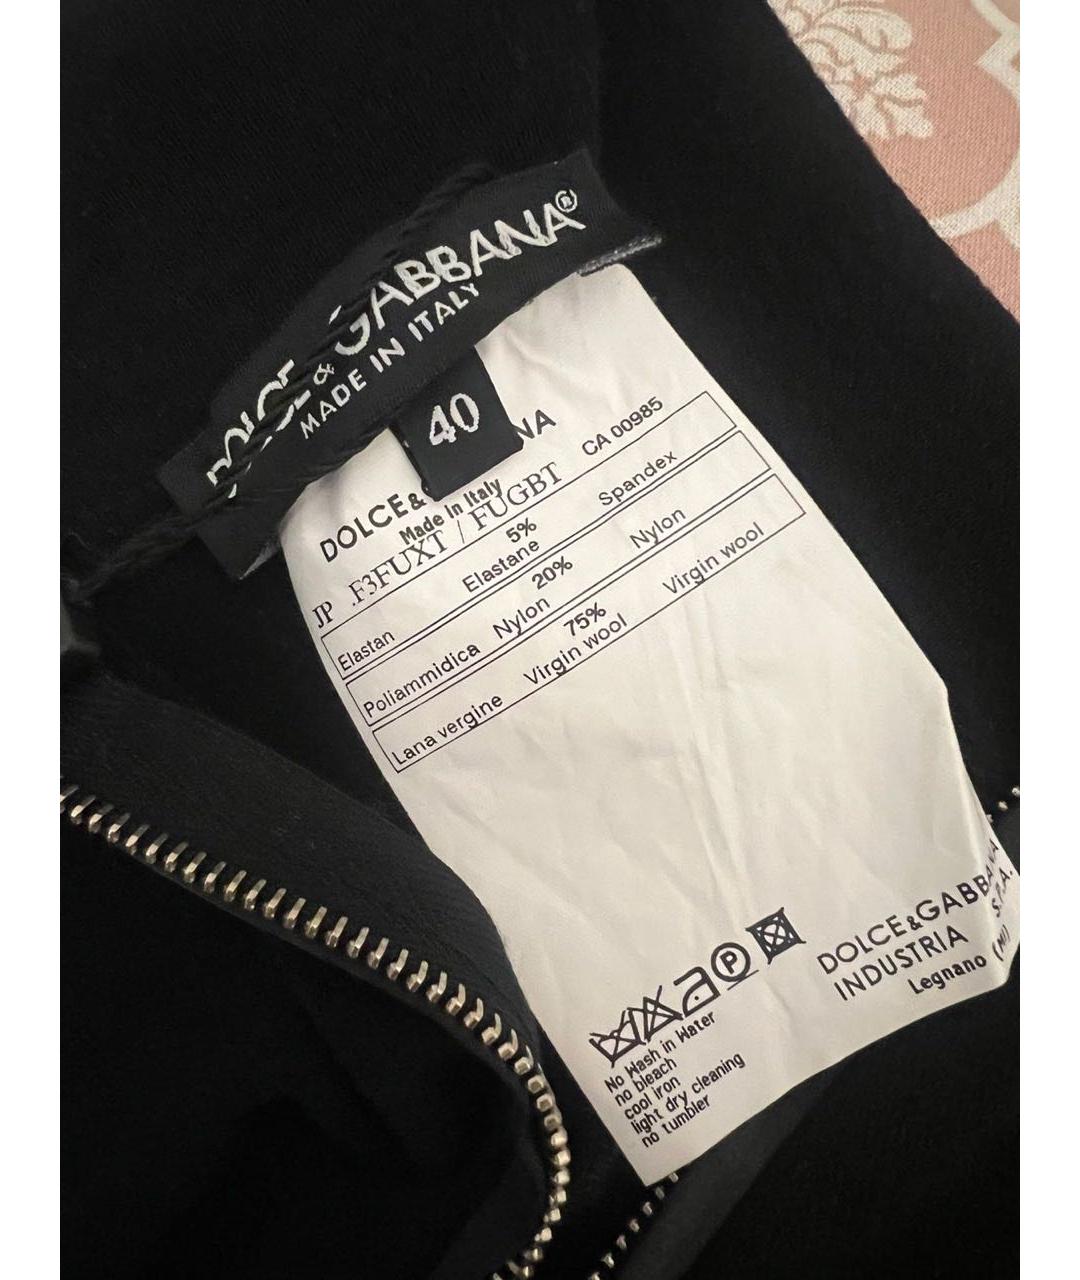 DOLCE & GABBANA®
MADE IN ITALY
40
DOLCE& NA
Made In Italy
JP .F3FUXT / FUGBT CA 00985
5%
Elastan Elastane Spandex
20%
Poliammidica Nylon Nylon
75%
Lana vergine Virgin wool Virgin wool
P
No Wash in Water
no bleach
cool iron
light dry cleaning
no tumbler
DOLCE&GABBANA
INDUSTRIA S.P.A.
Legnano (MI)